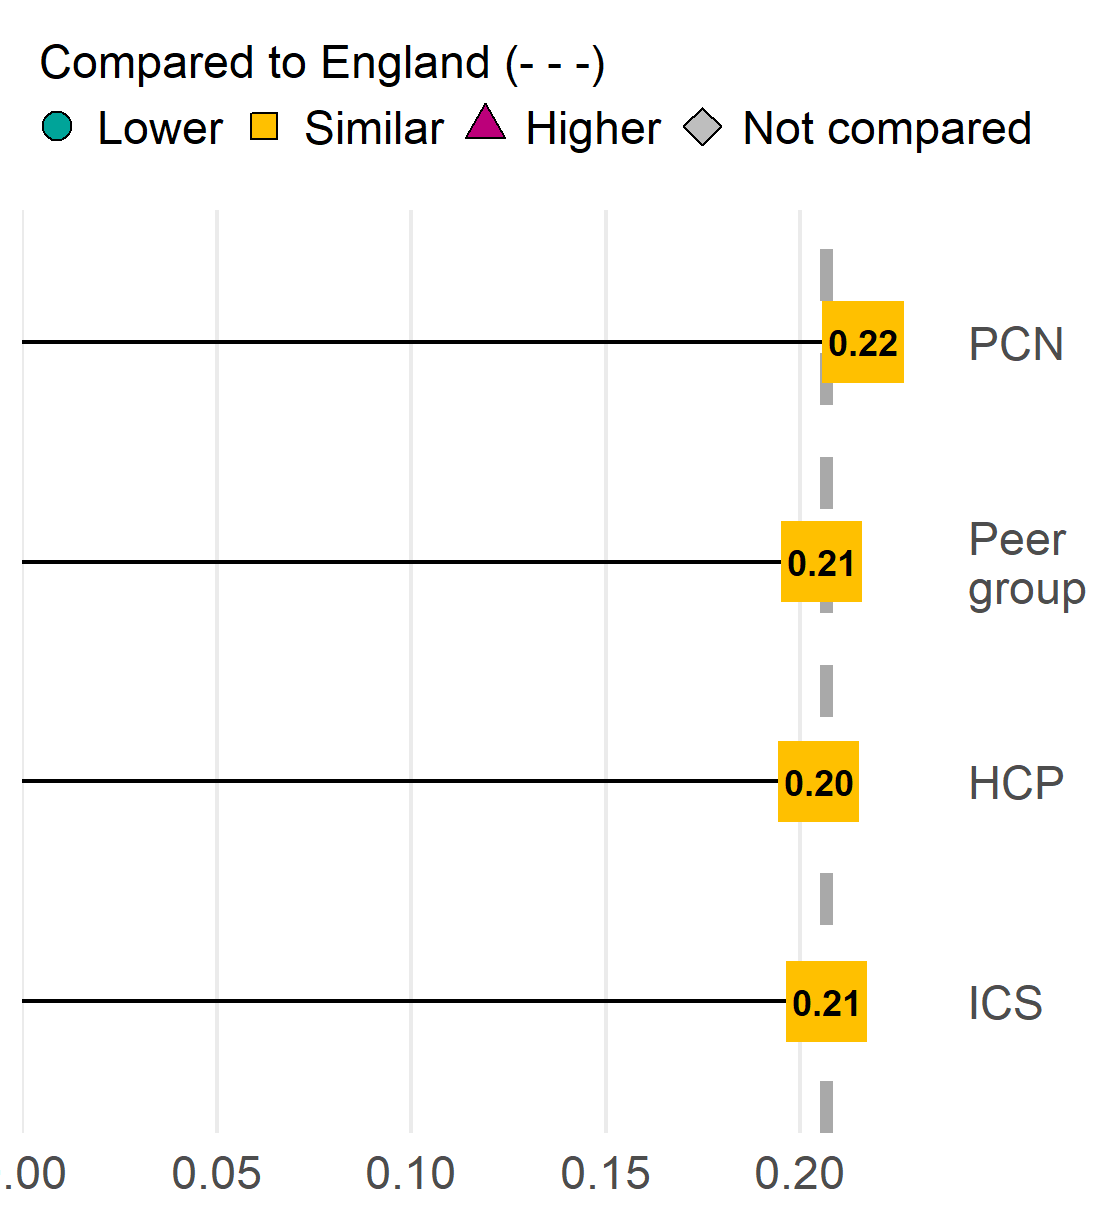 Compared to England (- - -)
Lower Similar Higher Not compared
0.22 PCN
Peer
0.21
group
0.20 HCP
0.21 ICS
.00 0.05 0.10 0.15 0.20